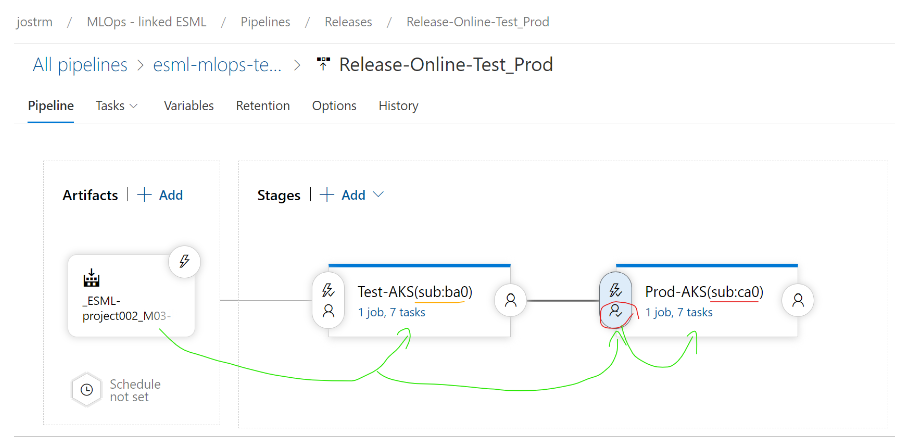 jostrm / MLOps - linked ESML / Pipelines / Releases / Release-Online-Test_Prod
All pipelines > esml-mlops-te... > Release-Online-Test_Prod
Pipeline Tasks Variables Retention Options History
Artifacts | + Add
Stages | + Add
_ESML-
project002_M03-
Schedule
not set
Test-AKS(sub:ba0)
1 job, 7 tasks
Prod-AKS(sub:ca0)
1 job, 7 tasks